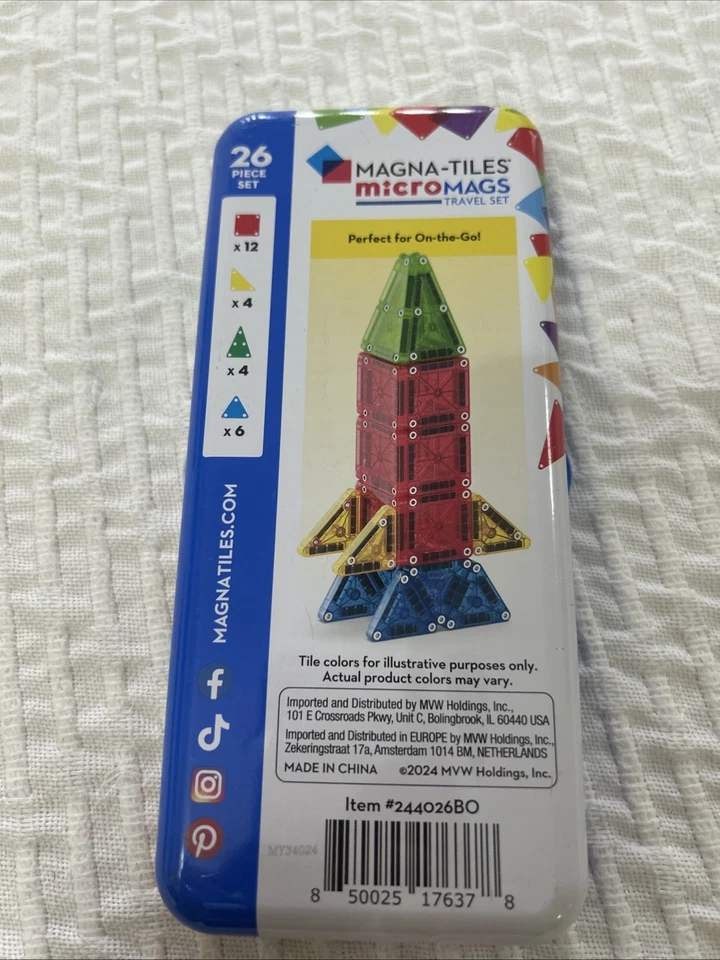 26
PIECE
SET
x 12
x 4
x 4
x 6
MAGNATILES.COM
MAGNA-TILES®
microMAGS
TRAVEL SET
Perfect for On-the-Go!
Tile colors for illustrative purposes only.
Actual product colors may vary.
Imported and Distributed by MVW Holdings, Inc.,
101 E Crossroads Pkwy, Unit C, Bolingbrook, IL 60440 USA
Imported and Distributed in EUROPE by MVW Holdings, Inc.,
Zekeringstraat 17a, Amsterdam 1014 BM, NETHERLANDS
MADE IN CHINA ©2024 MVW Holdings, Inc.
Item #244026BO
MY34024
8 50025 17637 8